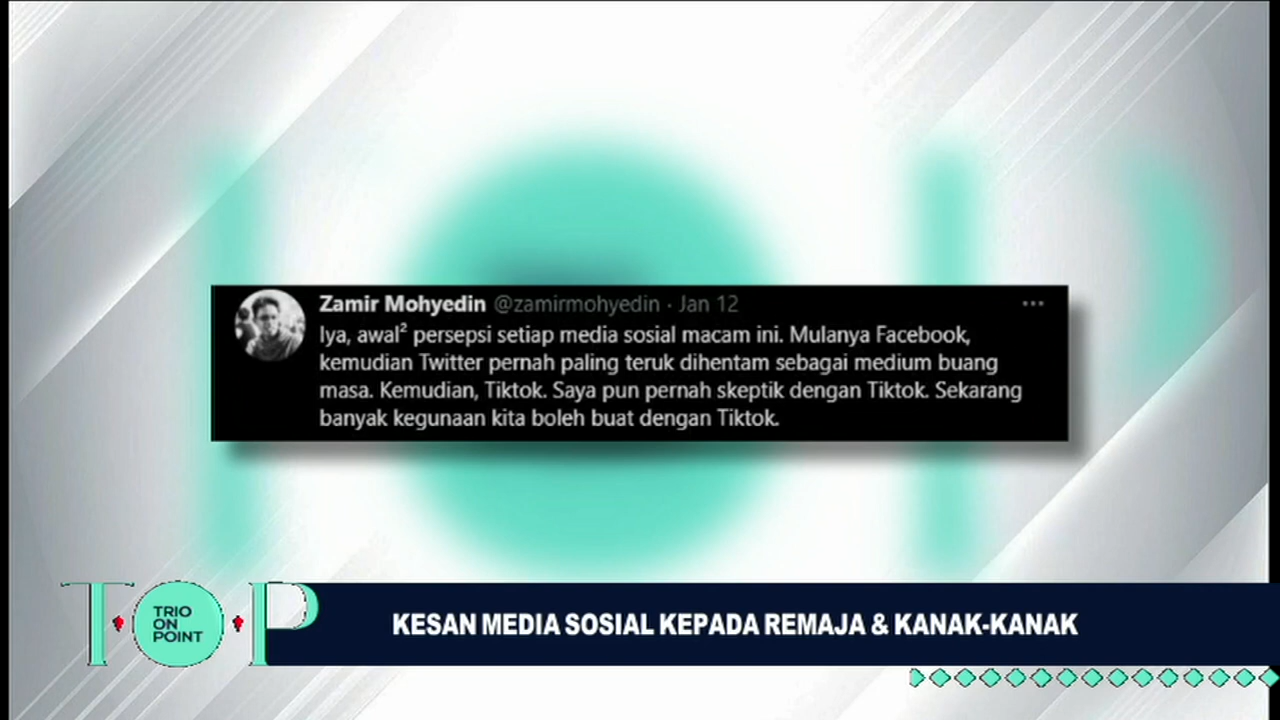 Zamir Mohyedin @zamirmohyedin · Jan 12
Iya, awal² persepsi setiap media sosial macam ini. Mulanya Facebook,
kemudian Twitter pernah paling teruk dihentam sebagai medium buang
masa. Kemudian, Tiktok. Saya pun pernah skeptik dengan Tiktok. Sekarang
banyak kegunaan kita boleh buat dengan Tiktok.
T O P
TRIO
ON
POINT
KESAN MEDIA SOSIAL KEPADA REMAJA & KANAK-KANAK